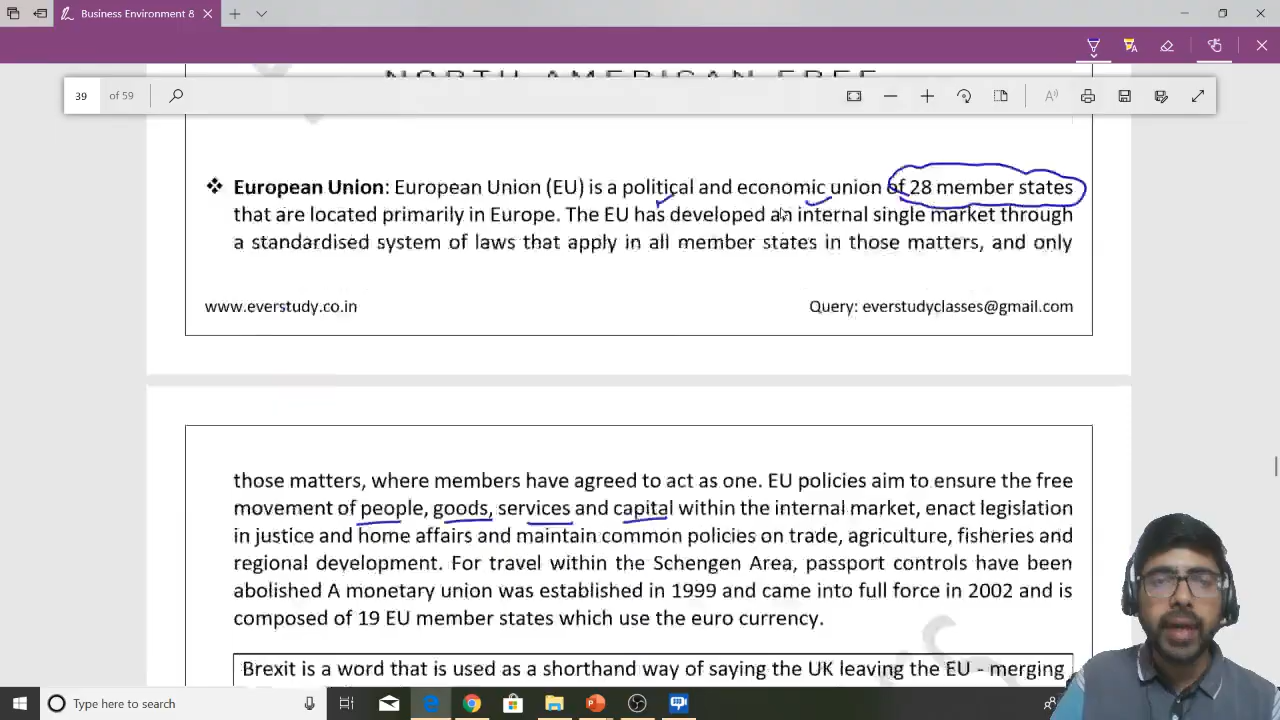 Business Environment 8
NORTH AMERICAN FREE
39 of 59
❖ European Union: European Union (EU) is a political and economic union of 28 member states
that are located primarily in Europe. The EU has developed an internal single market through
a standardised system of laws that apply in all member states in those matters, and only
www.everstudy.co.in Query: everstudyclasses@gmail.com
those matters, where members have agreed to act as one. EU policies aim to ensure the free
movement of people, goods, services and capital within the internal market, enact legislation
in justice and home affairs and maintain common policies on trade, agriculture, fisheries and
regional development. For travel within the Schengen Area, passport controls have been
abolished A monetary union was established in 1999 and came into full force in 2002 and is
composed of 19 EU member states which use the euro currency.
Brexit is a word that is used as a shorthand way of saying the UK leaving the EU - merging
Type here to search